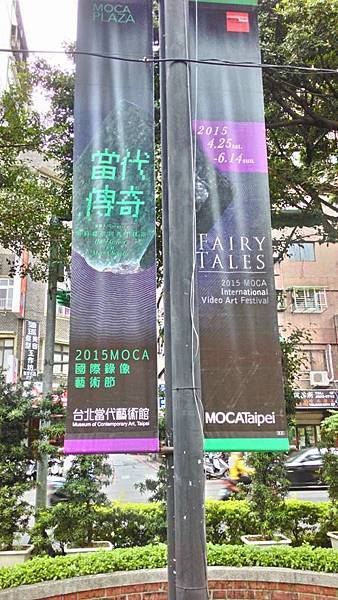 MOCA
PLAZA
當代
傳奇
2015MOCA
國際錄像
藝術節
台北當代藝術館
Museum of Contemporary Art, Taipei
2015
4.25SAT.
-6.14SUN.
FAIRY
TALES
2015 MOCA
International
Video Art Festival
MOCATaipei